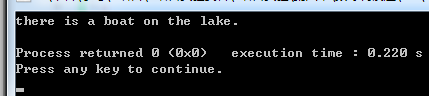 there is a boat on the lake.
Process returned 0 (0x0)   execution time : 0.220 s
Press any key to continue.